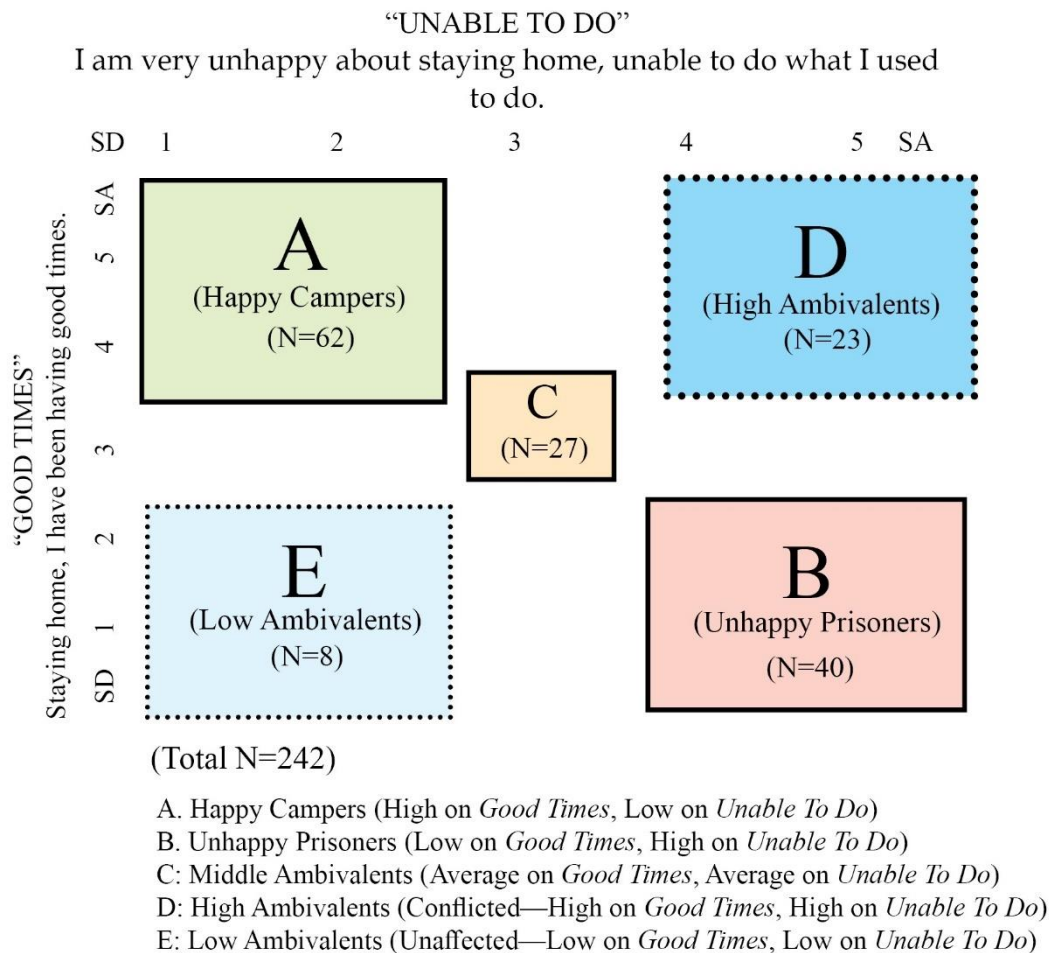 “UNABLE TO DO”
I am very unhappy about staying home, unable to do what I used
to do.
SD 1 2 3 4 5 SA
“GOOD TIMES”
Staying home, I have been having good times.
SD 1 2 3 4 5 SA
A
(Happy Campers)
(N=62)
D
(High Ambivalents)
(N=23)
C
(N=27)
E
(Low Ambivalents)
(N=8)
B
(Unhappy Prisoners)
(N=40)
(Total N=242)
A. Happy Campers (High on Good Times, Low on Unable To Do)
B. Unhappy Prisoners (Low on Good Times, High on Unable To Do)
C: Middle Ambivalents (Average on Good Times, Average on Unable To Do)
D: High Ambivalents (Conflicted—High on Good Times, High on Unable To Do)
E: Low Ambivalents (Unaffected—Low on Good Times, Low on Unable To Do)